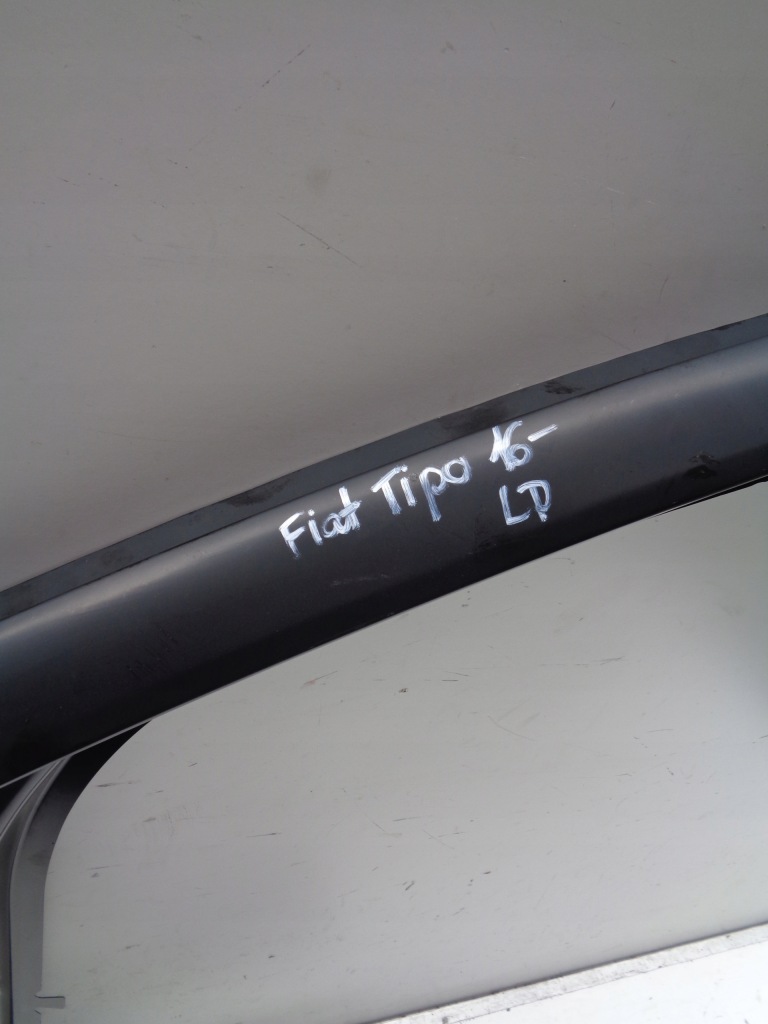 Fiat Tipo 16-
LP